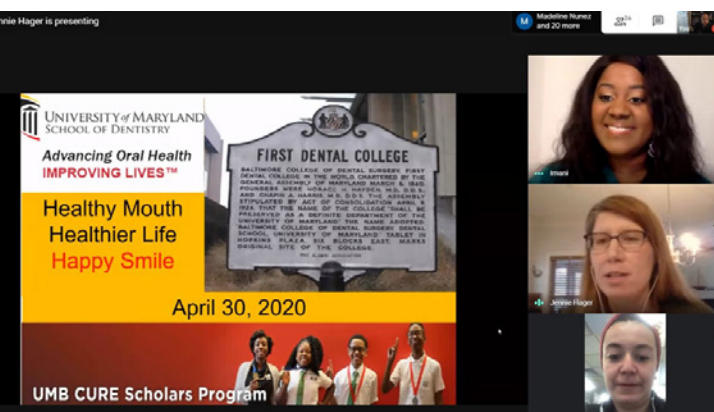 nnie Hager is presenting
M
Madeline Nunez
and 20 more
UNIVERSITY of MARYLAND
SCHOOL OF DENTISTRY
Advancing Oral Health
IMPROVING LIVES™
Healthy Mouth
Healthier Life
Happy Smile
FIRST DENTAL COLLEGE
BALTIMORE COLLEGE OF DENTAL SURGERY, FIRST
DENTAL COLLEGE IN THE WORLD CHARTERED BY THE
GENERAL ASSEMBLY OF MARYLAND MARCH 6, 1840.
FOUNDERS WERE HORACE H. HAYDEN, M.D., D.D.S.
AND CHAPIN A. HARRIS, M.D., D.D.S. THE ASSEMBLY
STIPULATED BY ACT OF CONSOLIDATION APRIL 9,
1924, THAT THE NAME OF THE COLLEGE "SHALL BE
PRESERVED AS A DEFINITE DEPARTMENT OF THE
UNIVERSITY OF MARYLAND" THE NAME ADOPTED:
BALTIMORE COLLEGE OF DENTAL SURGERY, DENTAL
SCHOOL, UNIVERSITY OF MARYLAND. TABLET IN
HOPKINS PLAZA, SIX BLOCKS EAST, MARKS
ORIGINAL SITE OF THE COLLEGE.
THE ALUMNI ASSOCIATION
April 30, 2020
UMB CURE Scholars Program
Imani
Jennie Hager